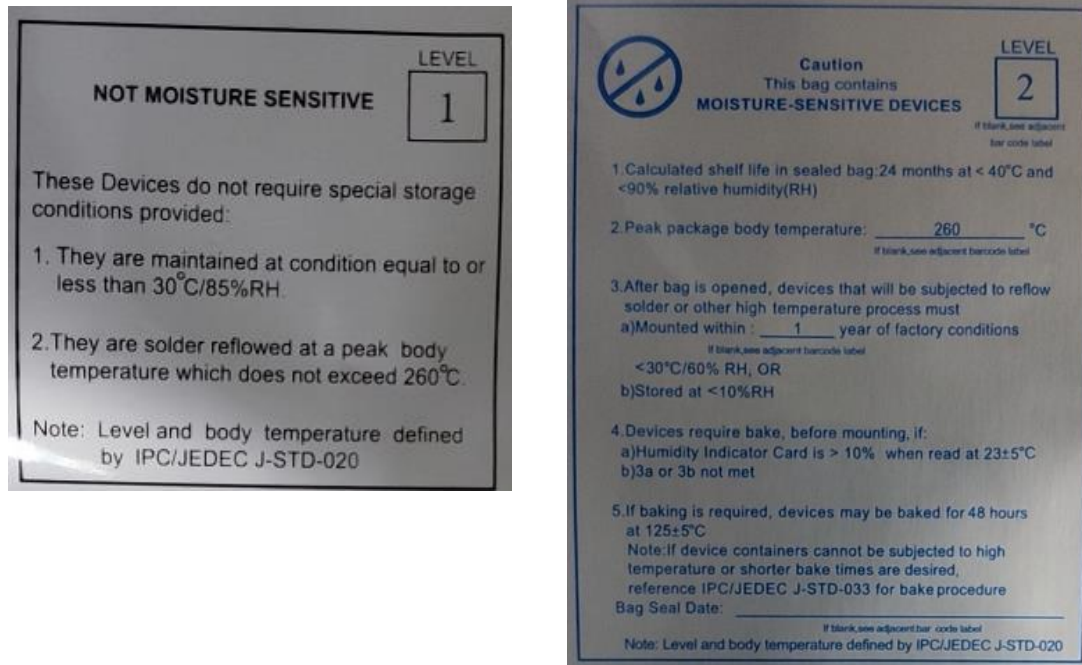 LEVEL
1
NOT MOISTURE SENSITIVE
These Devices do not require special storage
conditions provided:
1. They are maintained at condition equal to or
less than 30°C/85%RH.
2.They are solder reflowed at a peak body
temperature which does not exceed 260℃.
Note: Level and body temperature defined
by IPC/JEDEC J-STD-020
LEVEL
2
Caution
This bag contains
MOISTURE-SENSITIVE DEVICES
If blank,see adjacent
bar code label
1.Calculated shelf life in sealed bag:24 months at < 40°C and
<90% relative humidity(RH)
2.Peak package body temperature: 260 °C
If blank,see adjacent barcode label
3.After bag is opened, devices that will be subjected to reflow
solder or other high temperature process must
a)Mounted within : 1 year of factory conditions
If blank,see adjacent barcode label
<30°C/60% RH, OR
b)Stored at <10%RH
4.Devices require bake, before mounting, if:
a)Humidity Indicator Card is > 10% when read at 23±5°C
b)3a or 3b not met
5.If baking is required, devices may be baked for 48 hours
at 125±5°C
Note:If device containers cannot be subjected to high
temperature or shorter bake times are desired,
reference IPC/JEDEC J-STD-033 for bake procedure
Bag Seal Date:
If blank,see adjacent bar code label
Note: Level and body temperature defined by IPC/JEDEC J-STD-020